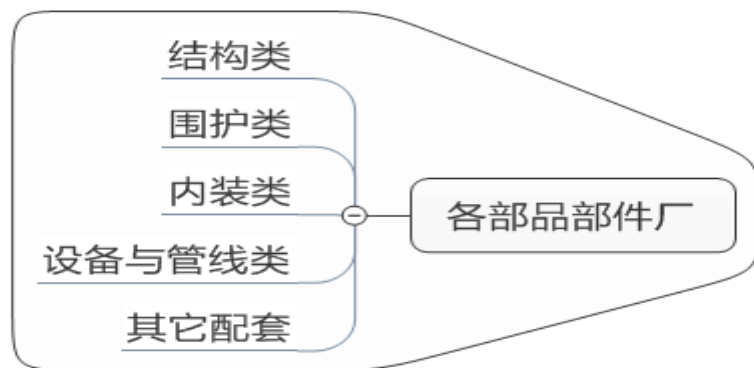 结构类
围护类
内装类
设备与管线类
其它配套
各部品部件厂